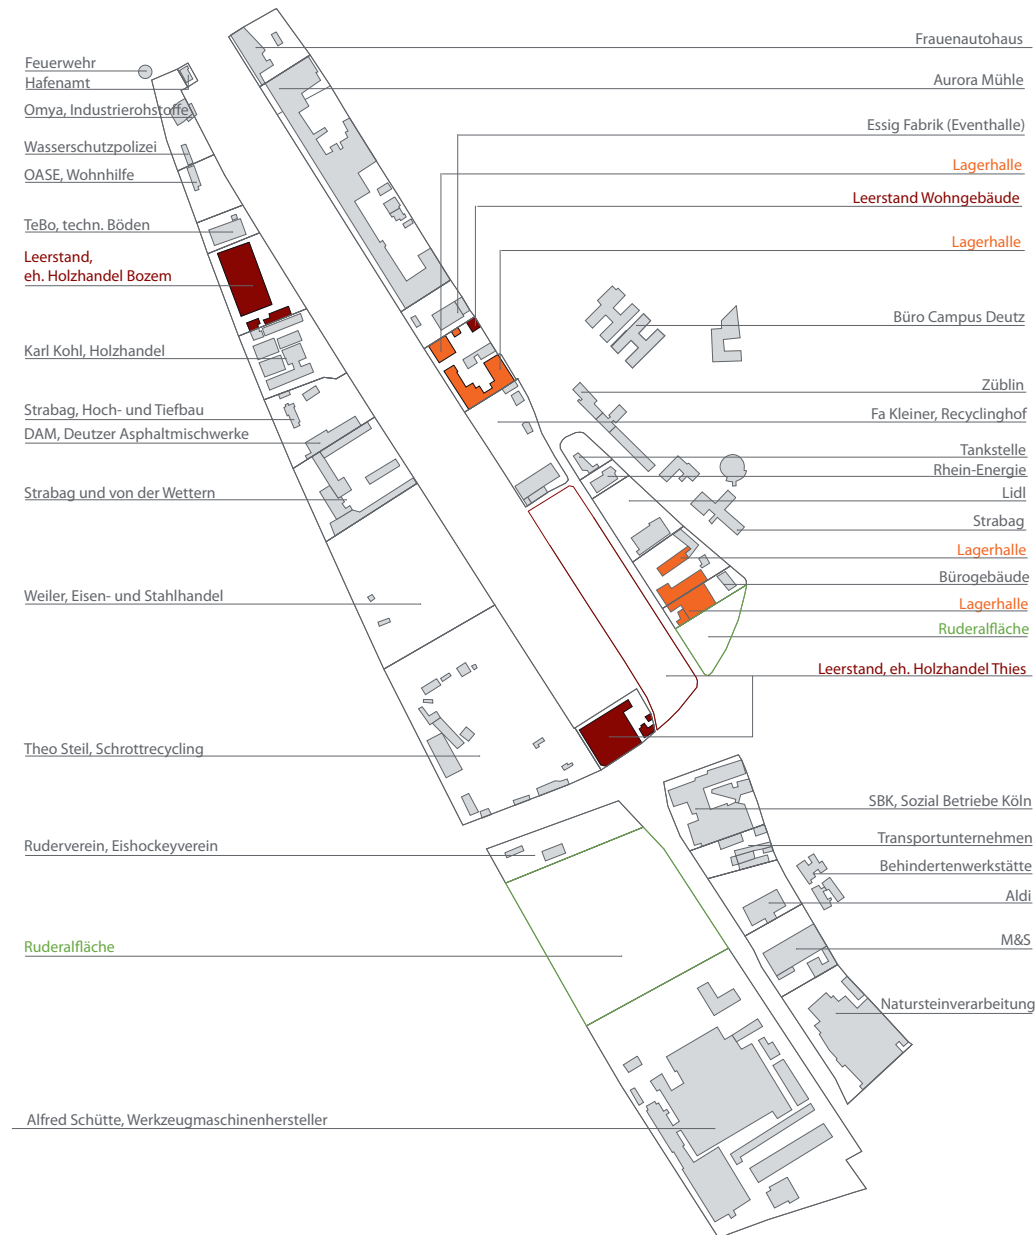 Feuerwehr
Hafenamt
Omya, Industrierohstoffe
Wasserschutzpolizei
OASE, Wohnhilfe
TeBo, techn. Böden
Leerstand,
eh. Holzhandel Bozem
Karl Kohl, Holzhandel
Strabag, Hoch- und Tiefbau
DAM, Deutzer Asphaltmischwerke
Strabag und von der Wettern
Weiler, Eisen- und Stahlhandel
Theo Steil, Schrottrecycling
Ruderverein, Eishockeyverein
Ruderalfläche
Alfred Schütte, Werkzeugmaschinenhersteller
Frauenautohaus
Aurora Mühle
Essig Fabrik (Eventhalle)
Lagerhalle
Leerstand Wohngebäude
Lagerhalle
Büro Campus Deutz
Züblin
Fa Kleiner, Recyclinghof
Tankstelle
Rhein-Energie
Lidl
Strabag
Lagerhalle
Bürogebäude
Lagerhalle
Ruderalfläche
Leerstand, eh. Holzhandel Thies
SBK, Sozial Betriebe Köln
Transportunternehmen
Behindertenwerkstätte
Aldi
M&S
Natursteinverarbeitung